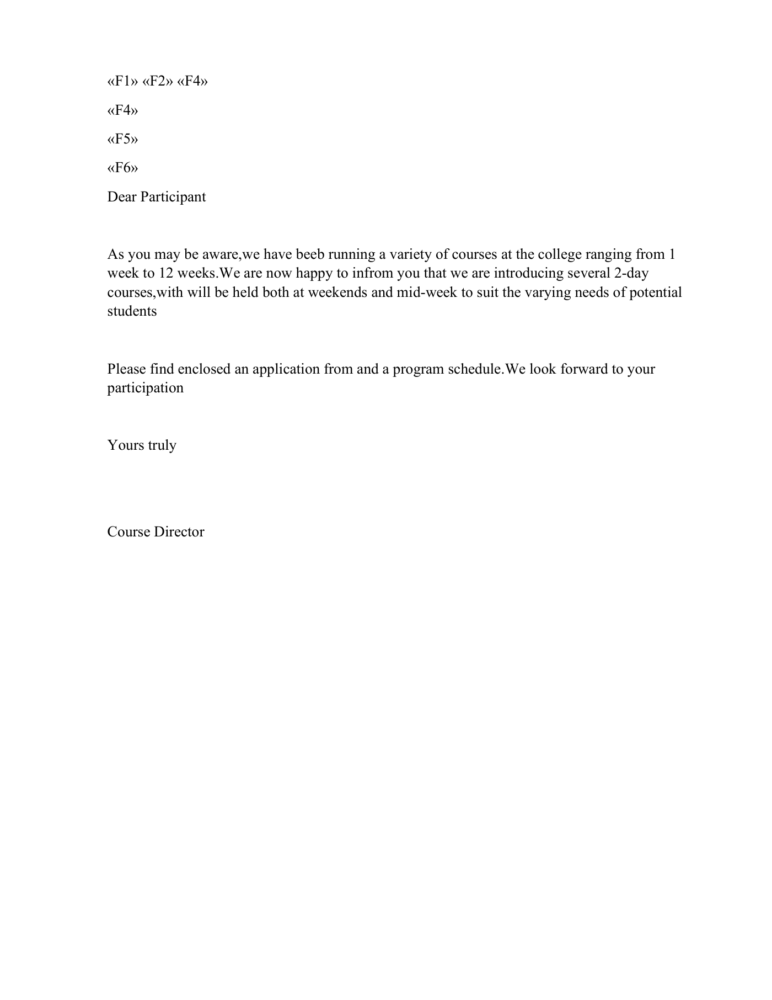 «F1» «F2» «F4»
«F4»
«F5»
«F6»
Dear Participant
As you may be aware,we have beeb running a variety of courses at the college ranging from 1
week to 12 weeks.We are now happy to infrom you that we are introducing several 2-day
courses,with will be held both at weekends and mid-week to suit the varying needs of potential
students
Please find enclosed an application from and a program schedule.We look forward to your
participation
Yours truly
Course Director